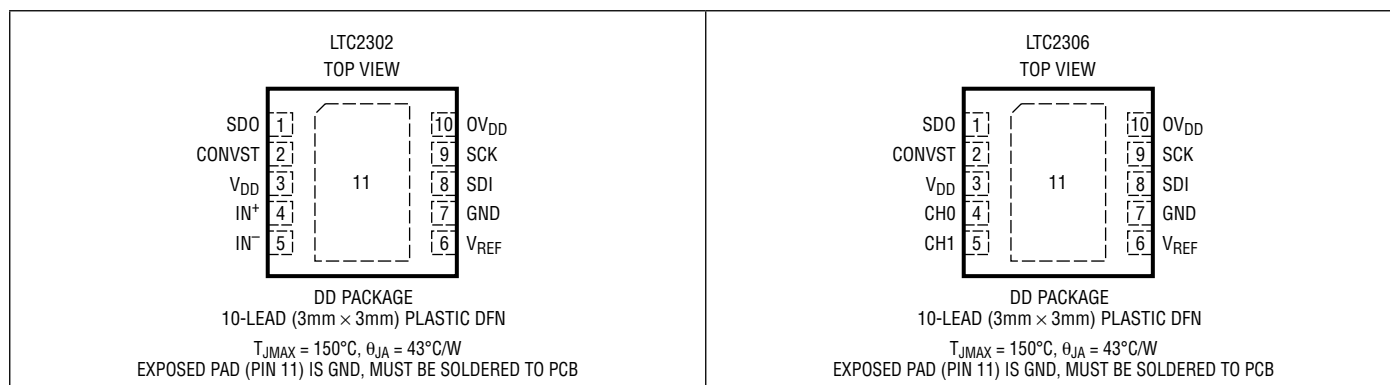 LTC2302
TOP VIEW
SDO 1 10 OVDD
CONVST 2 9 SCK
VDD 3 11 8 SDI
IN+ 4 7 GND
IN– 5 6 VREF
DD PACKAGE
10-LEAD (3mm × 3mm) PLASTIC DFN
TJMAX = 150°C, θJA = 43°C/W
EXPOSED PAD (PIN 11) IS GND, MUST BE SOLDERED TO PCB
LTC2306
TOP VIEW
SDO 1 10 OVDD
CONVST 2 9 SCK
VDD 3 11 8 SDI
CH0 4 7 GND
CH1 5 6 VREF
DD PACKAGE
10-LEAD (3mm × 3mm) PLASTIC DFN
TJMAX = 150°C, θJA = 43°C/W
EXPOSED PAD (PIN 11) IS GND, MUST BE SOLDERED TO PCB